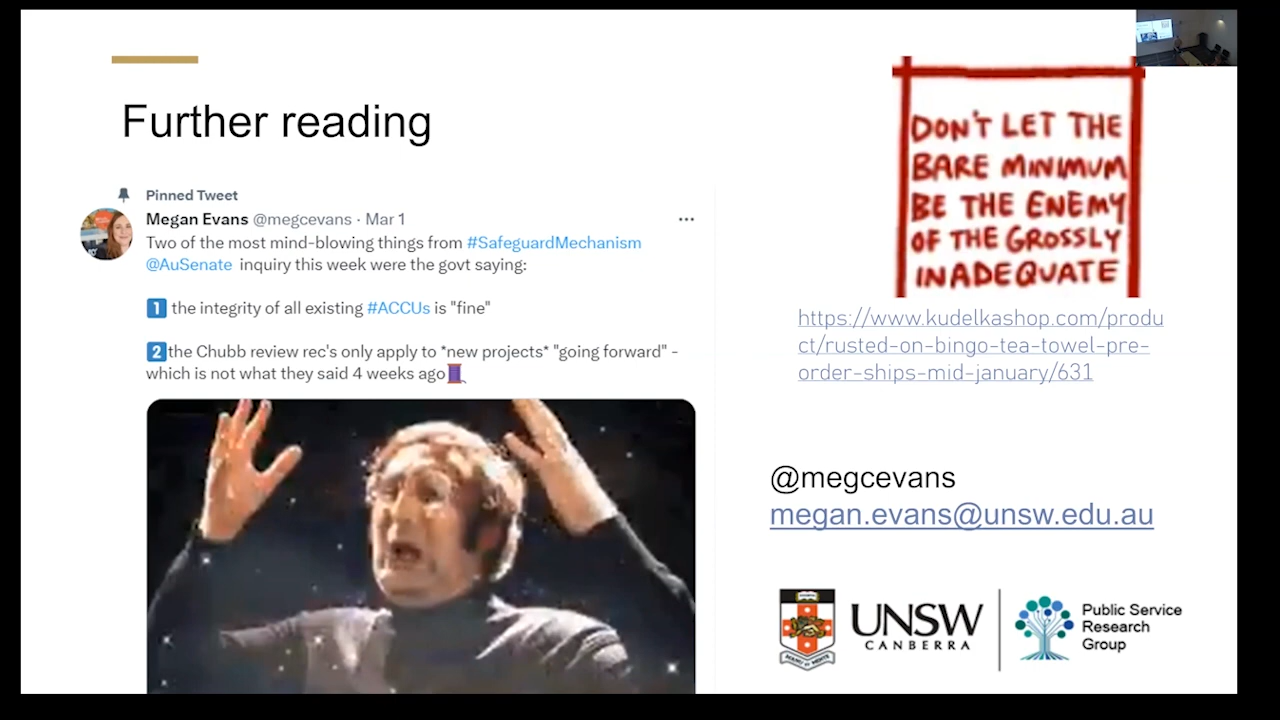 Further reading
Pinned Tweet
Megan Evans @megcevans · Mar 1
Two of the most mind-blowing things from #SafeguardMechanism
@AuSenate inquiry this week were the govt saying:
1 the integrity of all existing #ACCUs is "fine"
2 the Chubb review rec's only apply to *new projects* "going forward" -
which is not what they said 4 weeks ago
DON'T LET THE
BARE MINIMUM
BE THE ENEMY
OF THE GROSSLY
INADEQUATE
https://www.kudelkashop.com/produ
ct/rusted-on-bingo-tea-towel-pre-
order-ships-mid-january/631
@megcevans
megan.evans@unsw.edu.au
UNSW
CANBERRA
Public Service
Research
Group